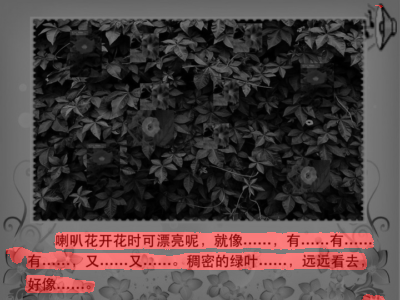 喇叭花开花时可漂亮呢，就像……，有……有……
有……，又……又……。稠密的绿叶……，远远看去，
好像……。